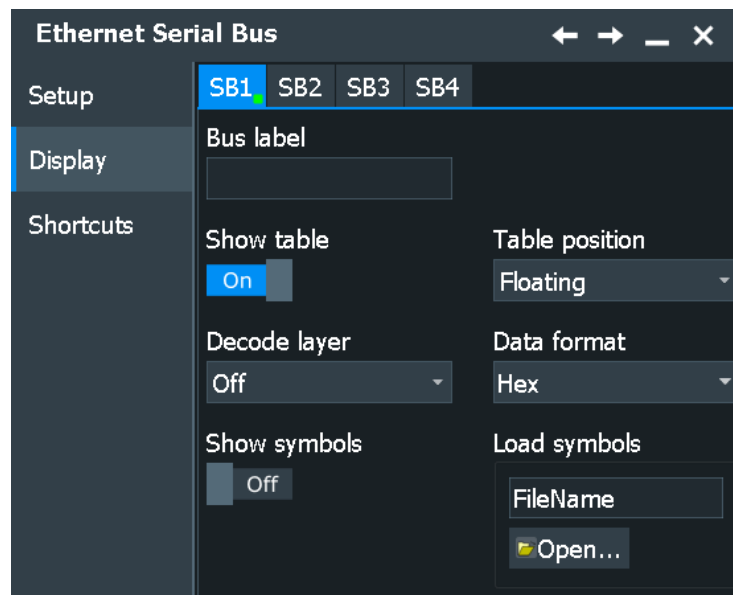 Ethernet Serial Bus
Setup
Display
Shortcuts
SB1 SB2 SB3 SB4
Bus label
Show table
On
Table position
Floating
Decode layer
Off
Data format
Hex
Show symbols
Off
Load symbols
FileName
Open...